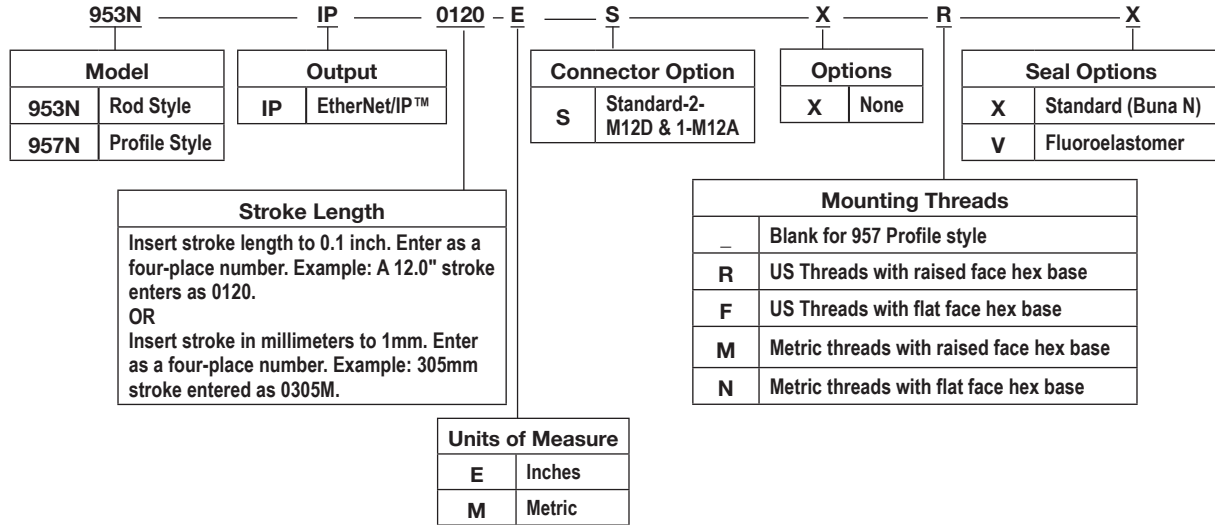 953N IP 0120 - E S X R X
Model
953N Rod Style
957N Profile Style
Output
IP EtherNet/IP™
Connector Option
S Standard-2-
M12D & 1-M12A
Options
X None
Seal Options
X Standard (Buna N)
V Fluoroelastomer
Stroke Length
Insert stroke length to 0.1 inch. Enter as a
four-place number. Example: A 12.0" stroke
enters as 0120.
OR
Insert stroke in millimeters to 1mm. Enter
as a four-place number. Example: 305mm
stroke entered as 0305M.
Mounting Threads
_ Blank for 957 Profile style
R US Threads with raised face hex base
F US Threads with flat face hex base
M Metric threads with raised face hex base
N Metric threads with flat face hex base
Units of Measure
E Inches
M Metric